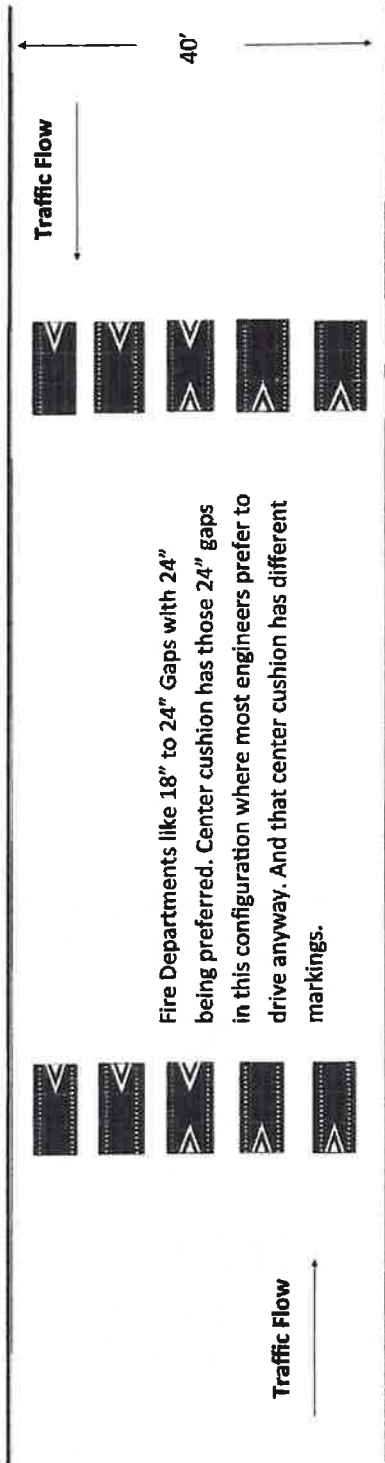 Traffic Flow
40'
Fire Departments like 18” to 24” Gaps with 24”
being preferred. Center cushion has those 24” gaps
in this configuration where most engineers prefer to
drive anyway. And that center cushion has different
markings.
Traffic Flow